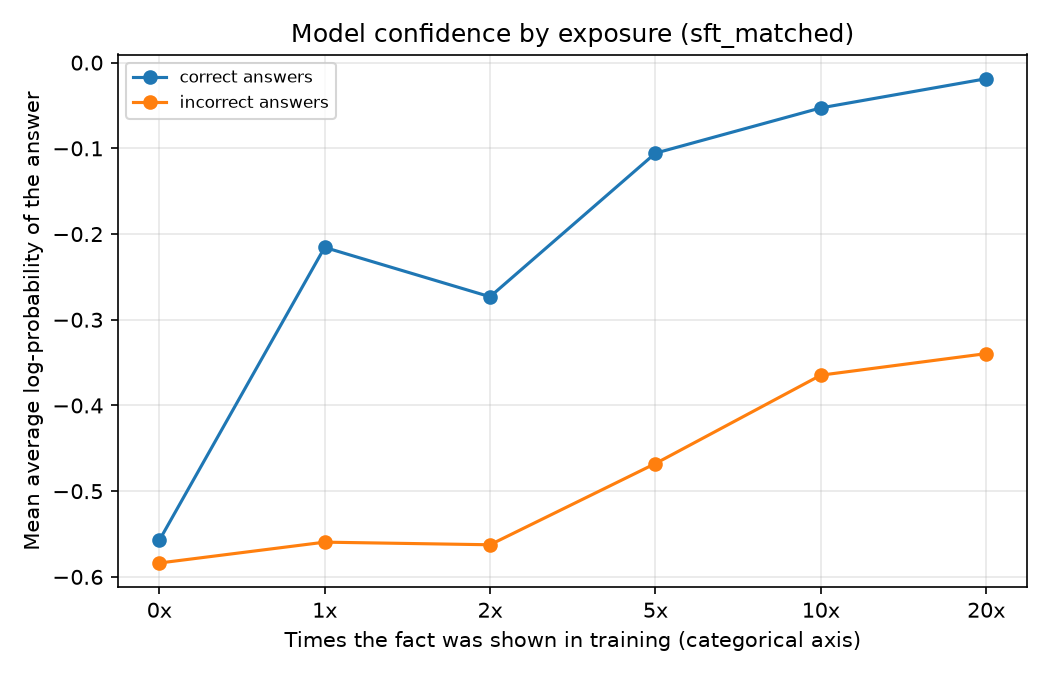 Model confidence by exposure (sft_matched)
correct answers
incorrect answers
Mean average log-probability of the answer
0.0
−0.1
−0.2
−0.3
−0.4
−0.5
−0.6
0x 1x 2x 5x 10x 20x
Times the fact was shown in training (categorical axis)